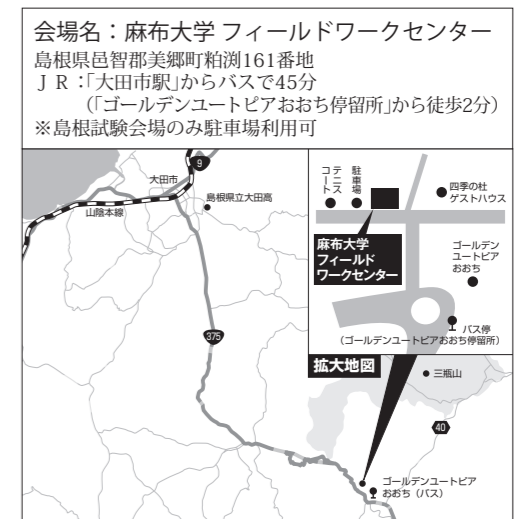 会場名：麻布大学 フィールドワークセンター
島根県邑智郡美郷町粕渕161番地
ＪＲ：「大田市駅」からバスで45分
（「ゴールデンユートピアおおち停留所」から徒歩2分）
※島根試験会場のみ駐車場利用可
9
大田市
島根県立大田高
山陰本線
375
テニス
コート
駐車場
四季の杜
ゲストハウス
麻布大学
フィールド
ワークセンター
ゴールデン
ユートピア
おおち
バス停
（ゴールデンユートピアおおち停留所）
拡大地図
三瓶山
40
ゴールデンユートピア
おおち（バス）